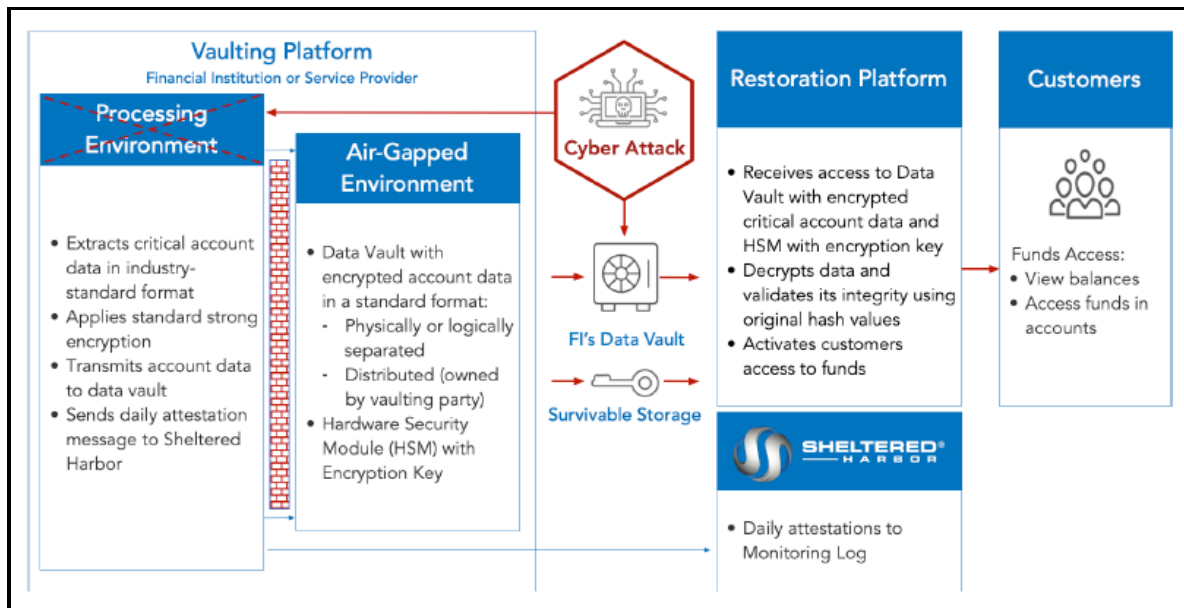 Vaulting Platform
Financial Institution or Service Provider
Processing
Environment
• Extracts critical account
data in industry-
standard format
• Applies standard strong
encryption
• Transmits account data
to data vault
• Sends daily attestation
message to Sheltered
Harbor
Air-Gapped
Environment
• Data Vault with
encrypted account data
in a standard format:
- Physically or logically
separated
- Distributed (owned
by vaulting party)
• Hardware Security
Module (HSM) with
Encryption Key
Cyber Attack
FI's Data Vault
Survivable Storage
Restoration Platform
• Receives access to Data
Vault with encrypted
critical account data and
HSM with encryption key
• Decrypts data and
validates its integrity using
original hash values
• Activates customers
access to funds
SHELTERED®
HARBOR
• Daily attestations to
Monitoring Log
Customers
Funds Access:
• View balances
• Access funds in
accounts